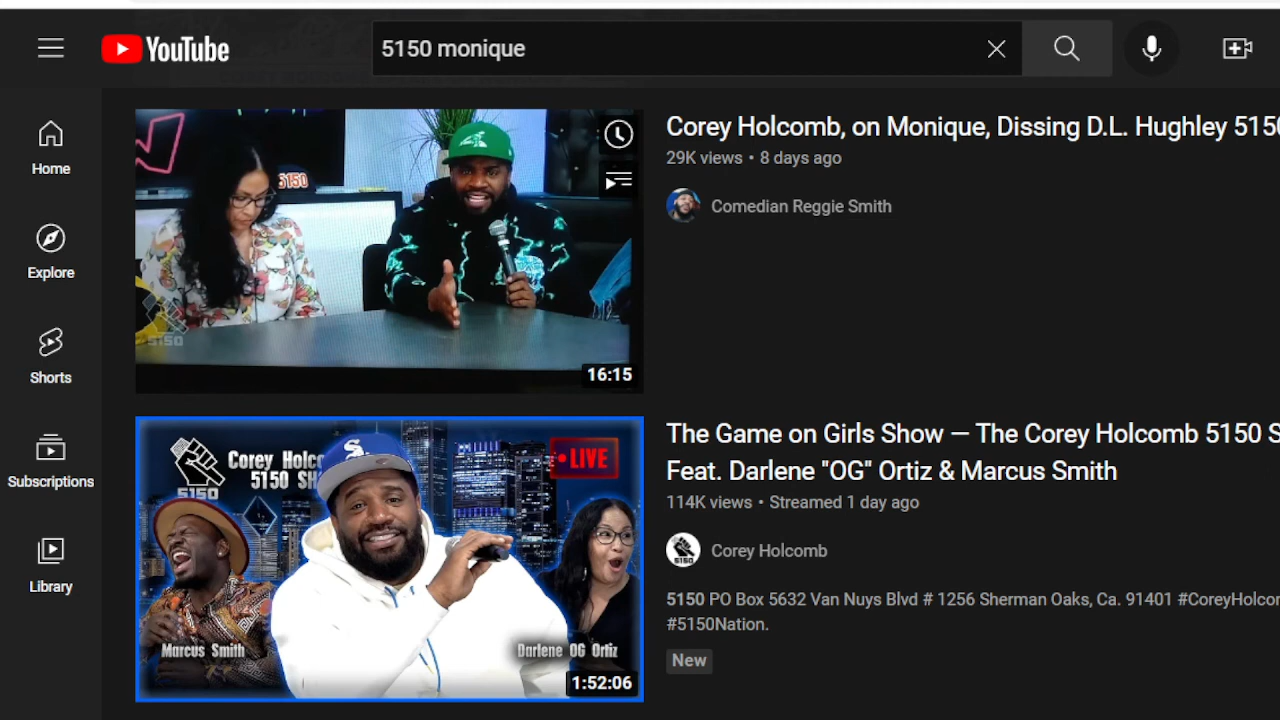 YouTube
5150 monique
Home
Explore
Shorts
Subscriptions
Library
5150
5150
16:15
Corey Holcomb, on Monique, Dissing D.L. Hughley 515
29K views • 8 days ago
Comedian Reggie Smith
Corey Holc
5150 SH
5150
• LIVE
Marcus Smith
Darlene OG Ortiz
1:52:06
The Game on Girls Show — The Corey Holcomb 5150 S
Feat. Darlene "OG" Ortiz & Marcus Smith
114K views • Streamed 1 day ago
5150
Corey Holcomb
5150 PO Box 5632 Van Nuys Blvd # 1256 Sherman Oaks, Ca. 91401 #CoreyHolcor
#5150Nation.
New